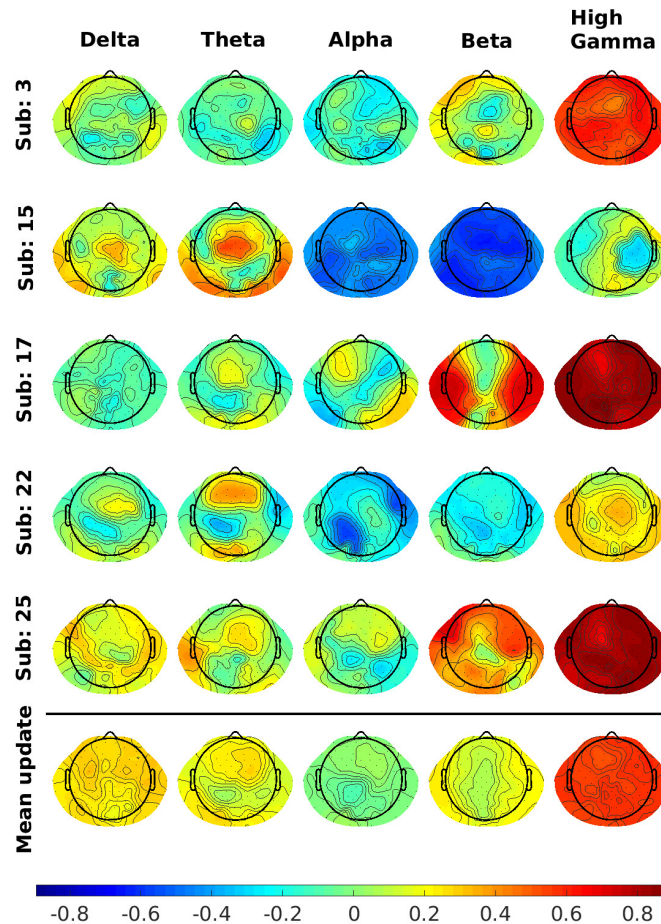 Delta Theta Alpha Beta High Gamma
Sub: 3
Sub: 15
Sub: 17
Sub: 22
Sub: 25
Mean update
-0.8 -0.6 -0.4 -0.2 0 0.2 0.4 0.6 0.8